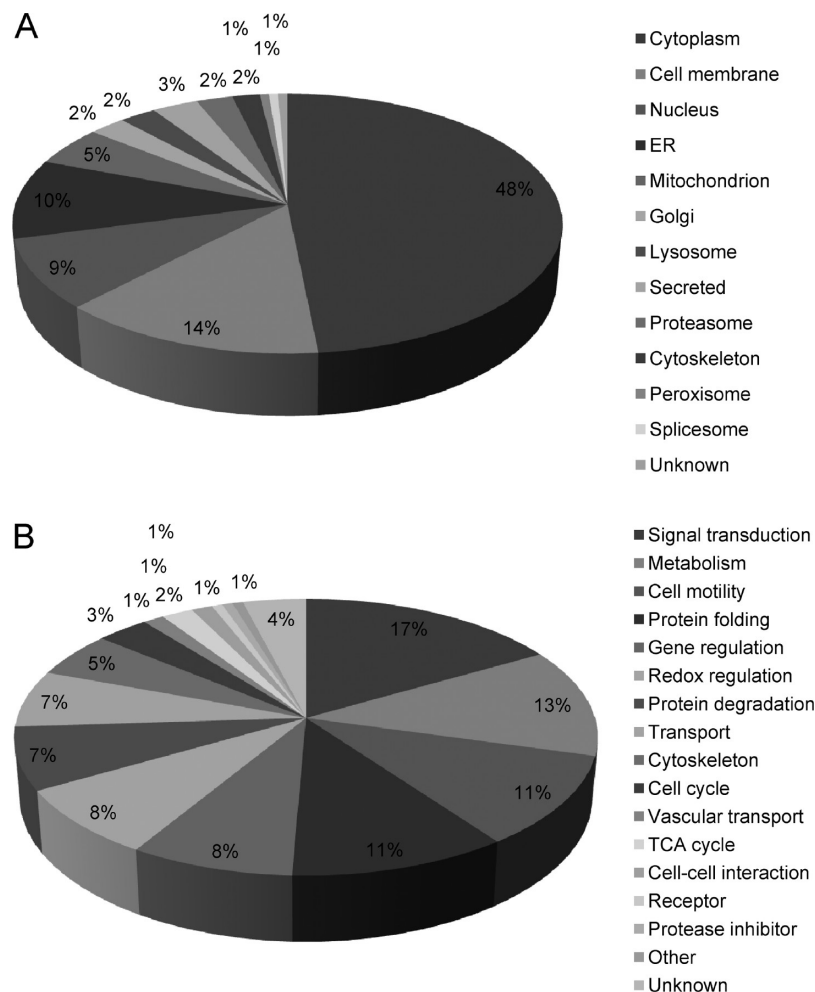 A
1%
1%
1%
2%
2%
3%
2%
2%
5%
10%
9%
14%
48%
Cytoplasm
Cell membrane
Nucleus
ER
Mitochondrion
Golgi
Lysosome
Secreted
Proteasome
Cytoskeleton
Peroxisome
Splicesome
Unknown
B
1%
1%
1%
1%
2%
1%
3%
4%
5%
7%
7%
8%
8%
11%
11%
13%
17%
Signal transduction
Metabolism
Cell motility
Protein folding
Gene regulation
Redox regulation
Protein degradation
Transport
Cytoskeleton
Cell cycle
Vascular transport
TCA cycle
Cell-cell interaction
Receptor
Protease inhibitor
Other
Unknown